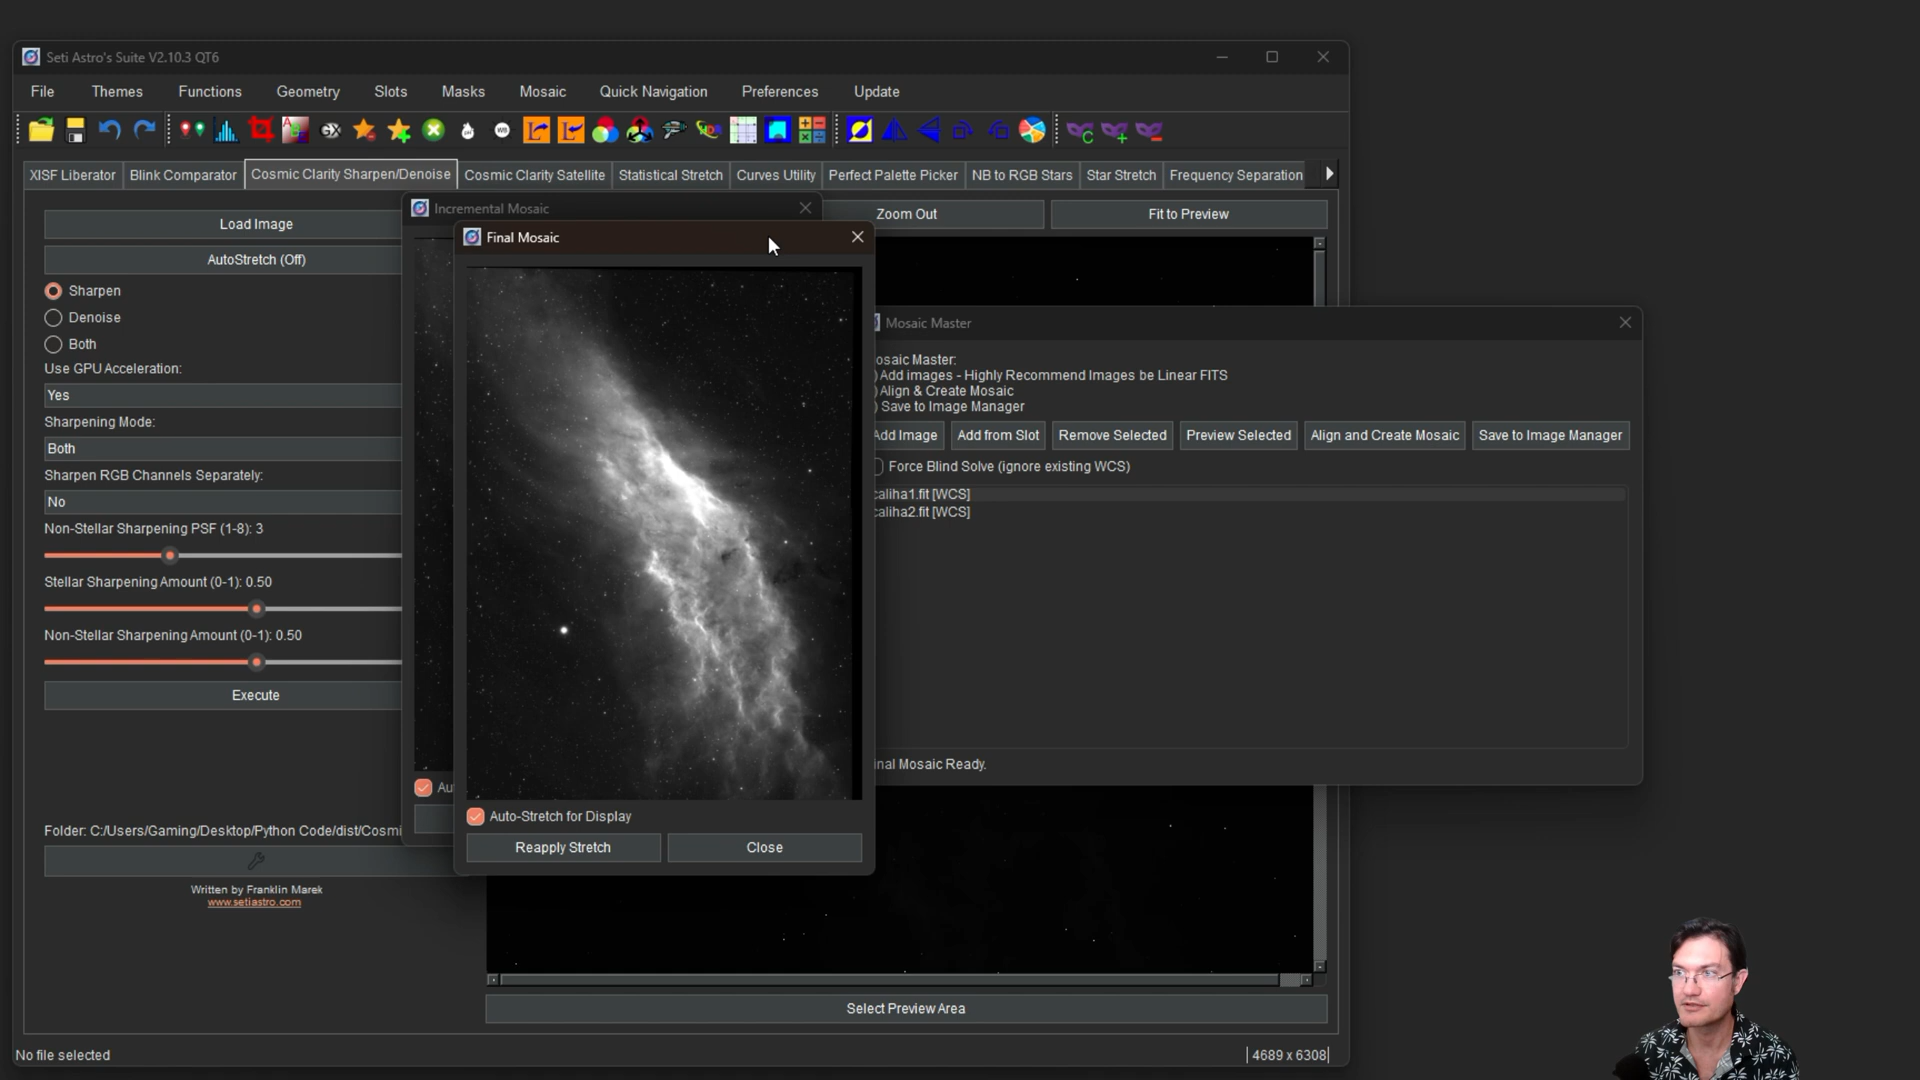 Seti Astro's Suite V2.10.3 QT6
File Themes Functions Geometry Slots Masks Mosaic Quick Navigation Preferences Update
XISF Liberator Blink Comparator Cosmic Clarity Sharpen/Denoise Cosmic Clarity Satellite Statistical Stretch Curves Utility Perfect Palette Picker NB to RGB Stars Star Stretch Frequency Separation
Load Image
AutoStretch (Off)
Sharpen
Denoise
Both
Use GPU Acceleration:
Yes
Sharpening Mode:
Both
Sharpen RGB Channels Separately:
No
Non-Stellar Sharpening PSF (1-8): 3
Stellar Sharpening Amount (0-1): 0.50
Non-Stellar Sharpening Amount (0-1): 0.50
Execute
Folder: C:/Users/Gaming/Desktop/Python Code/dist/Cosmi
Written by Franklin Marek
www.setiastro.com
Incremental Mosaic
Au
Final Mosaic
Auto-Stretch for Display
Reapply Stretch Close
Zoom Out Fit to Preview
Mosaic Master
osaic Master:
)Add images - Highly Recommend Images be Linear FITS
)Align & Create Mosaic
) Save to Image Manager
Add Image Add from Slot Remove Selected Preview Selected Align and Create Mosaic Save to Image Manager
Force Blind Solve (ignore existing WCS)
caliha1.fit [WCS]
caliha2.fit [WCS]
inal Mosaic Ready.
Select Preview Area
No file selected
4689 x 6308